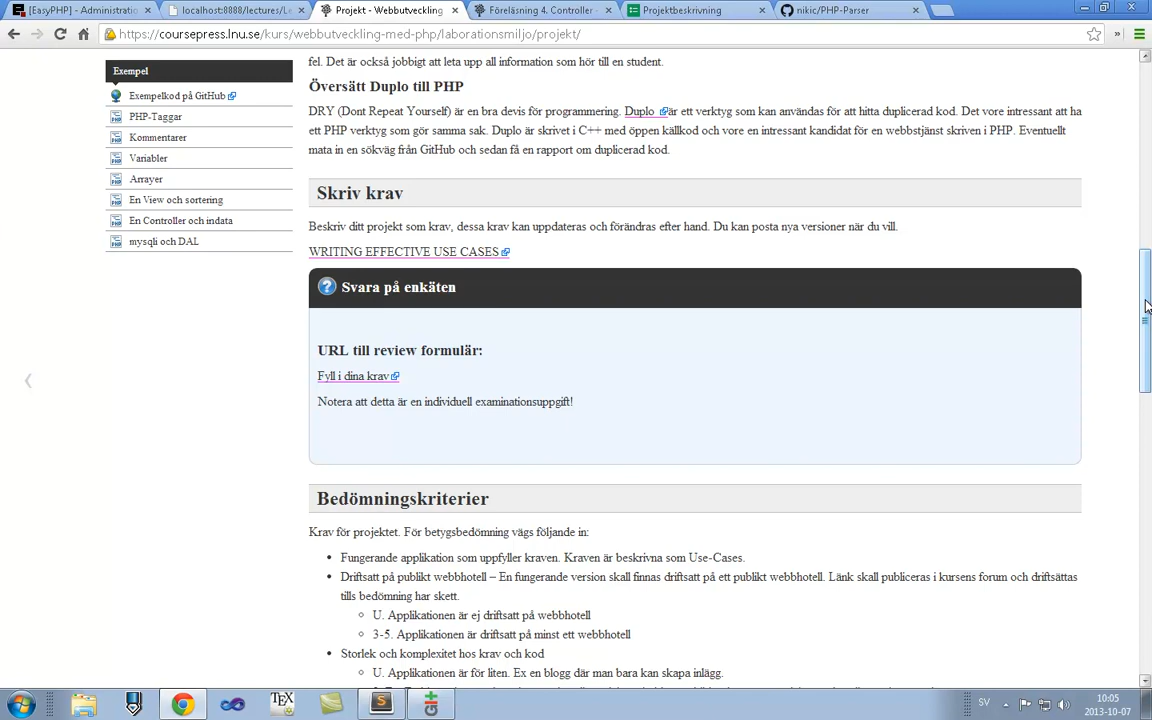 [EasyPHP] - Administratio
localhost:8888/lectures/Le
Projekt - Webbutveckling
Föreläsning 4. Controller -
Projektbeskrivning
nikic/PHP-Parser
https://coursepress.lnu.se/kurs/webbutveckling-med-php/laborationsmiljo/projekt/
Exempel
Exempelkod på GitHub
PHP-Taggar
Kommentarer
Variabler
Arrayer
En View och sortering
En Controller och indata
mysqli och DAL
fel. Det är också jobbigt att leta upp all information som hör till en student.
Översätt Duplo till PHP
DRY (Dont Repeat Yourself) är en bra devis för programmering. Duplo är ett verktyg som kan användas för att hitta duplicerad kod. Det vore intressant att ha
ett PHP verktyg som gör samma sak. Duplo är skrivet i C++ med öppen källkod och vore en intressant kandidat för en webbstjänst skriven i PHP. Eventuellt
mata in en sökväg från GitHub och sedan få en rapport om duplicerad kod.
Skriv krav
Beskriv ditt projekt som krav, dessa krav kan uppdateras och förändras efter hand. Du kan posta nya versioner när du vill.
WRITING EFFECTIVE USE CASES
Svara på enkäten
URL till review formulär:
Fyll i dina krav
Notera att detta är en individuell examinationsuppgift!
Bedömningskriterier
Krav för projektet. För betygsbedömning vägs följande in:
Fungerande applikation som uppfyller kraven. Kraven är beskrivna som Use-Cases.
Driftsatt på publikt webbhotell – En fungerande version skall finnas driftsatt på ett publikt webbhotell. Länk skall publiceras i kursens forum och driftsättas
tills bedömning har skett.
U. Applikationen är ej driftsatt på webbhotell
3-5. Applikationen är driftsatt på minst ett webbhotell
Storlek och komplexitet hos krav och kod
U. Applikationen är för liten. Ex en blogg där man bara kan skapa inlägg.
SV
10:05
2013-10-07